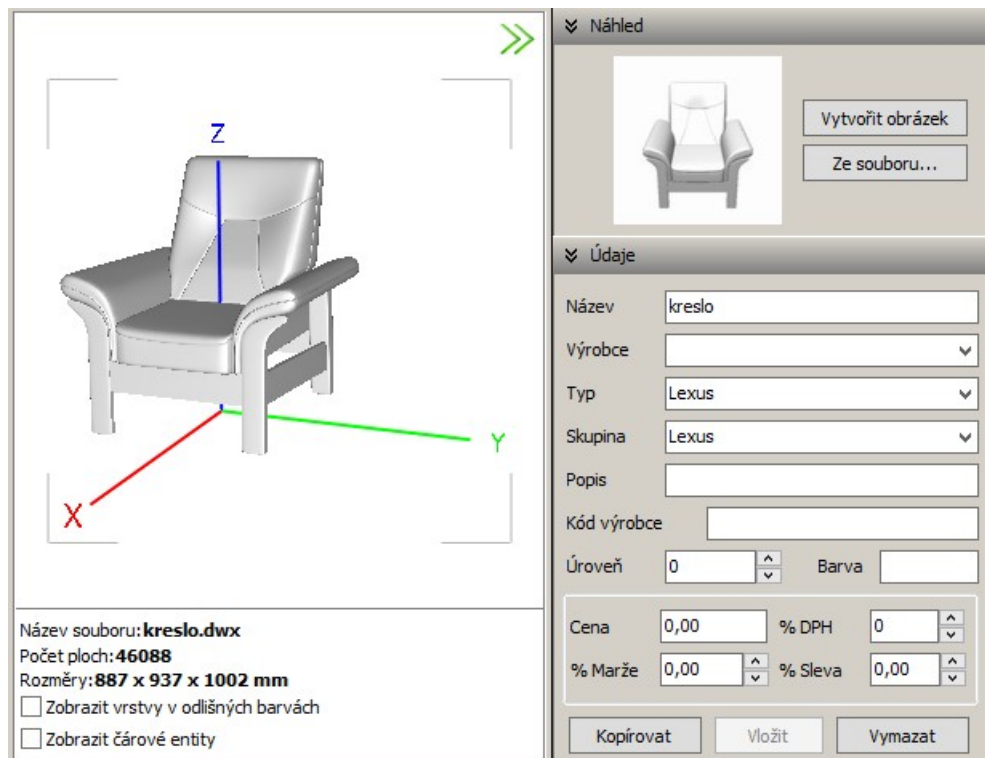 Z
Y
X
Název souboru:kreslo.dwx
Počet ploch:46088
Rozměry:887 x 937 x 1002 mm
Zobrazit vrstvy v odlišných barvách
Zobrazit čárové entity
Náhled
Vytvořit obrázek
Ze souboru...
Údaje
Název kreslo
Výrobce
Typ Lexus
Skupina Lexus
Popis
Kód výrobce
Úroveň 0 Barva
Cena 0,00 % DPH 0
% Marže 0,00 % Sleva 0,00
Kopírovat Vložit Vymazat